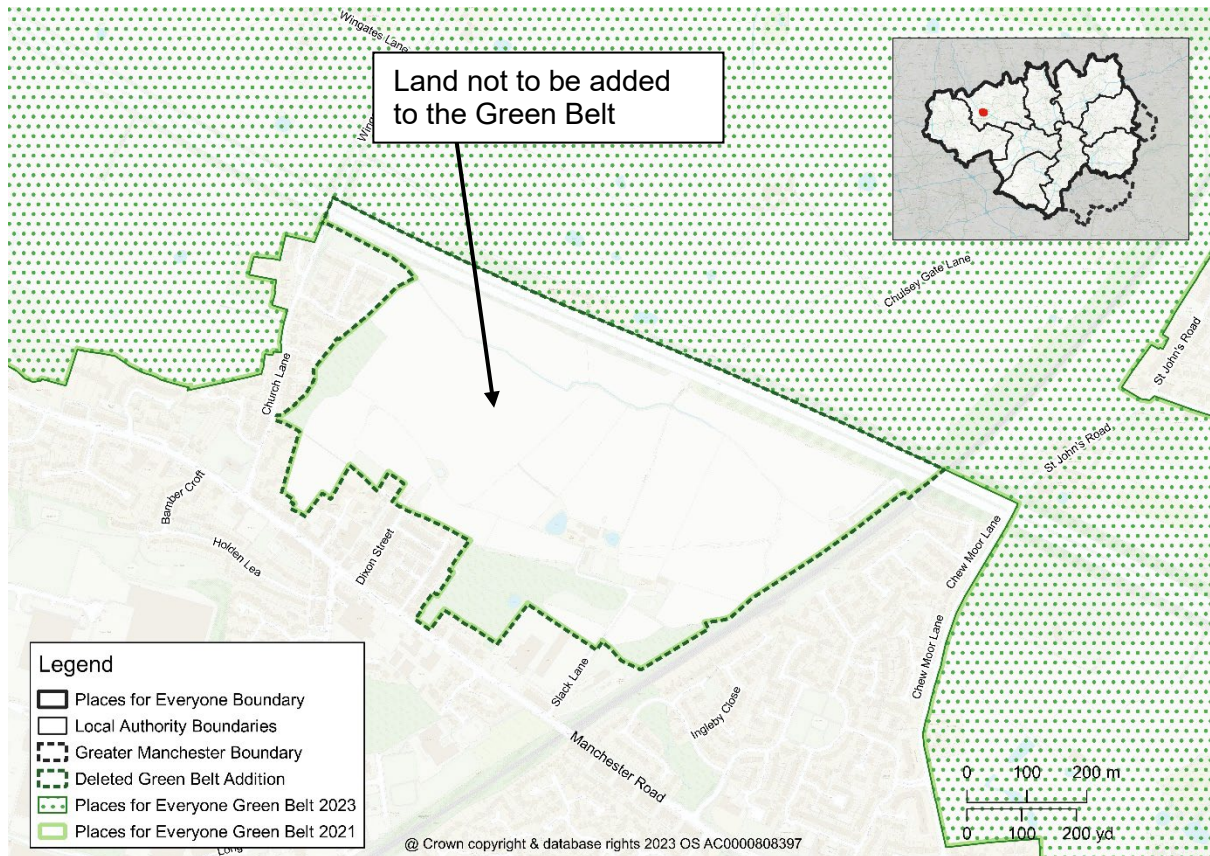 Wingates Lane
Land not to be added
to the Green Belt
Chulsey Gate Lane
St John's Road
St John's Road
Church Lane
Bamber Croft
Holden Lea
Dixon Street
Chew Moor Lane
Chew Moor Lane
Slack Lane
Ingleby Close
Manchester Road
Legend
Places for Everyone Boundary
Local Authority Boundaries
Greater Manchester Boundary
Deleted Green Belt Addition
Places for Everyone Green Belt 2023
Places for Everyone Green Belt 2021
0 100 200 m
0 100 200 yd
@ Crown copyright & database rights 2023 OS AC0000808397